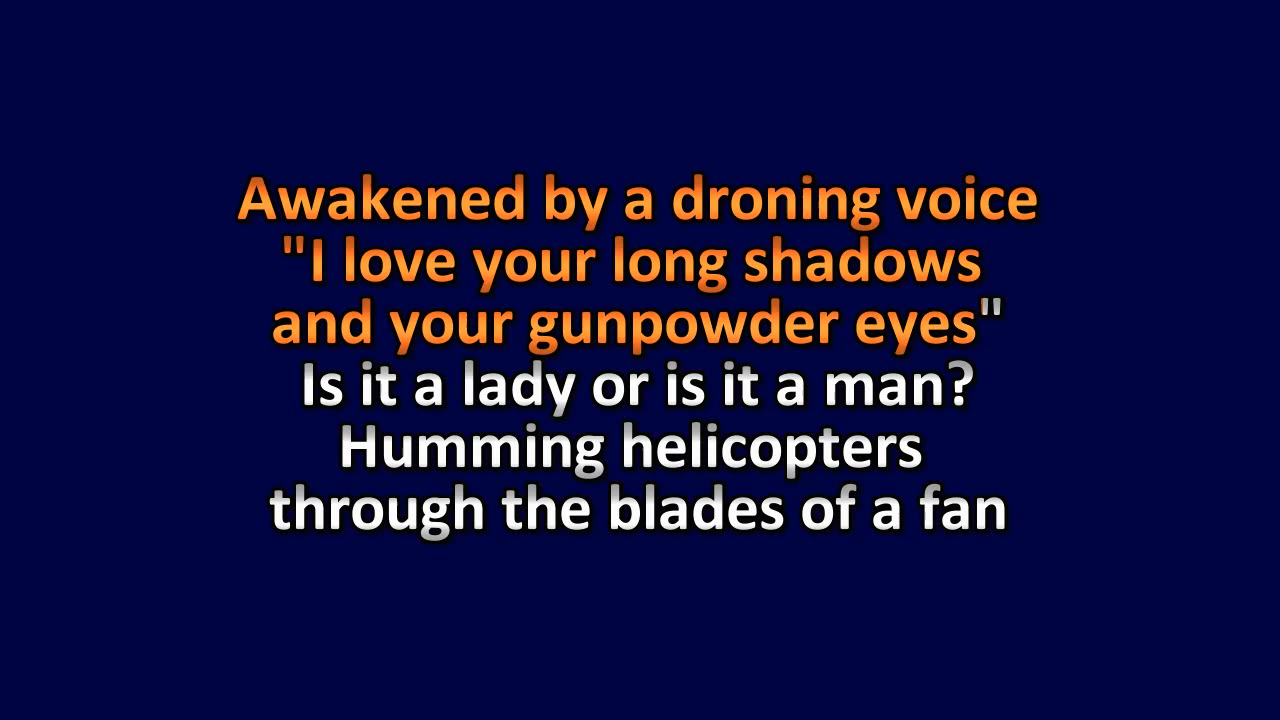 Awakened by a droning voice
"I love your long shadows
and your gunpowder eyes"
Is it a lady or is it a man?
Humming helicopters
through the blades of a fan